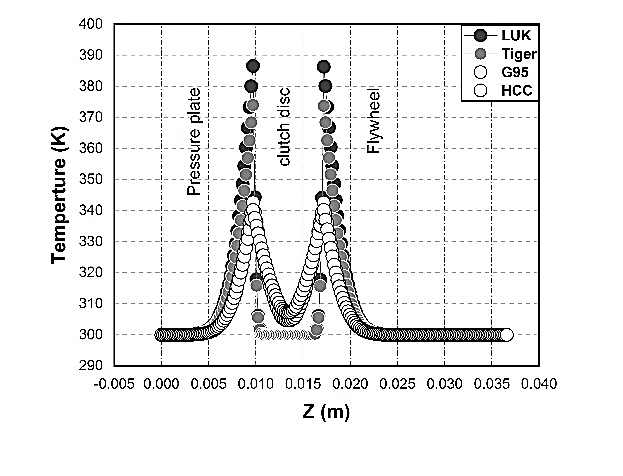 400
390
380
370
360
350
340
330
320
310
300
290
Temperture (K)
Pressure plate
clutch disc
Flywheel
LUK
Tiger
G95
HCC
-0.005 0.000 0.005 0.010 0.015 0.020 0.025 0.030 0.035 0.040
Z (m)